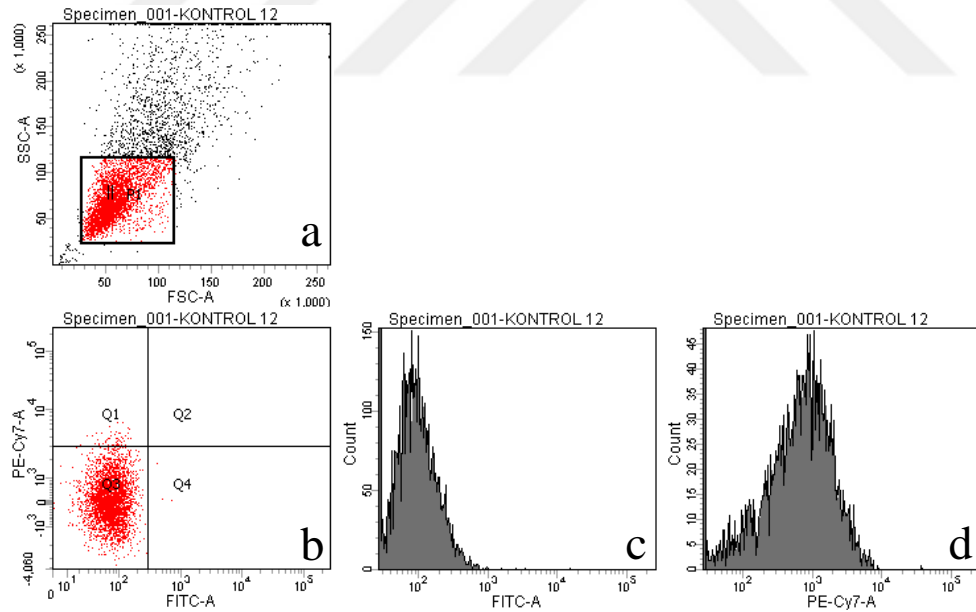 Specimen_001-KONTROL 12
(x 1,000)
250
200
150
100
50
SSC-A
P1
a
50 100 150 200 250
FSC-A
(x 1,000)
Specimen_001-KONTROL 12
PE-Cy7-A
10^5
10^4
10^3
0
-10^3
-4,060
Q1 Q2
Q3 Q4
b
10^1 10^2 10^3 10^4 10^5
FITC-A
Specimen_001-KONTROL 12
Count
150
100
50
0
c
10^2 10^3 10^4 10^5
FITC-A
Specimen_001-KONTROL 12
Count
45
40
35
30
25
20
15
10
5
0
d
10^2 10^3 10^4 10^5
PE-Cy7-A